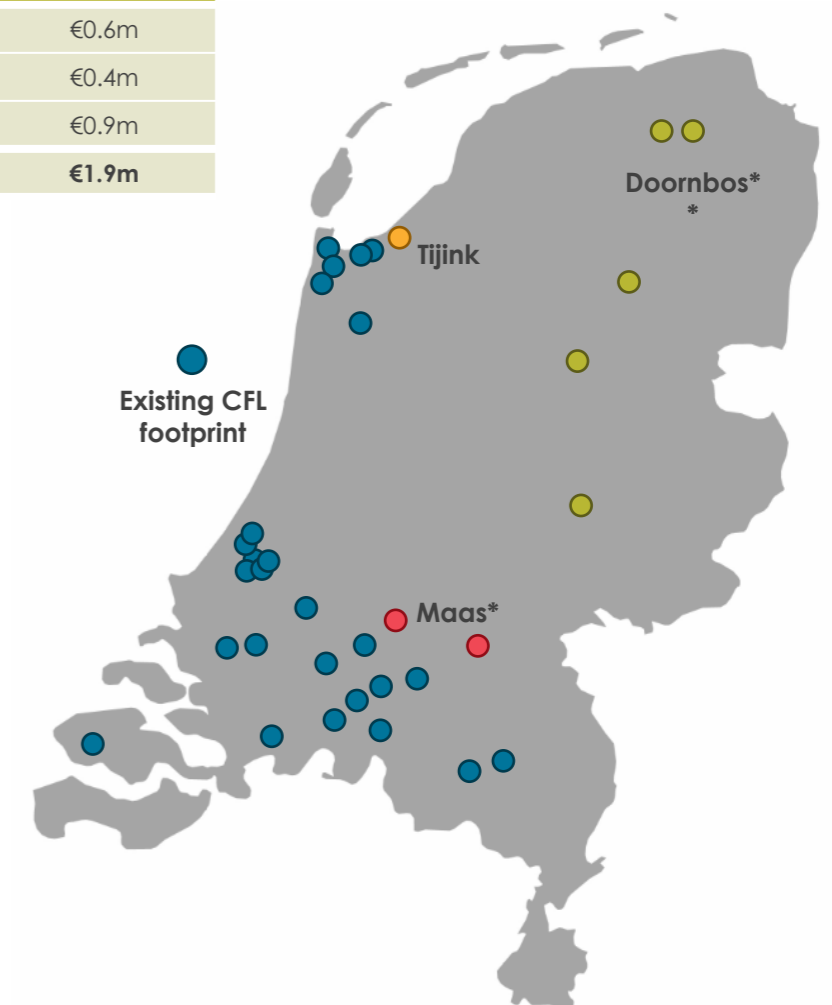 €0.6m
€0.4m
€0.9m
€1.9m
Doornbos*
*
Tijink
Existing CFL
footprint
Maas*